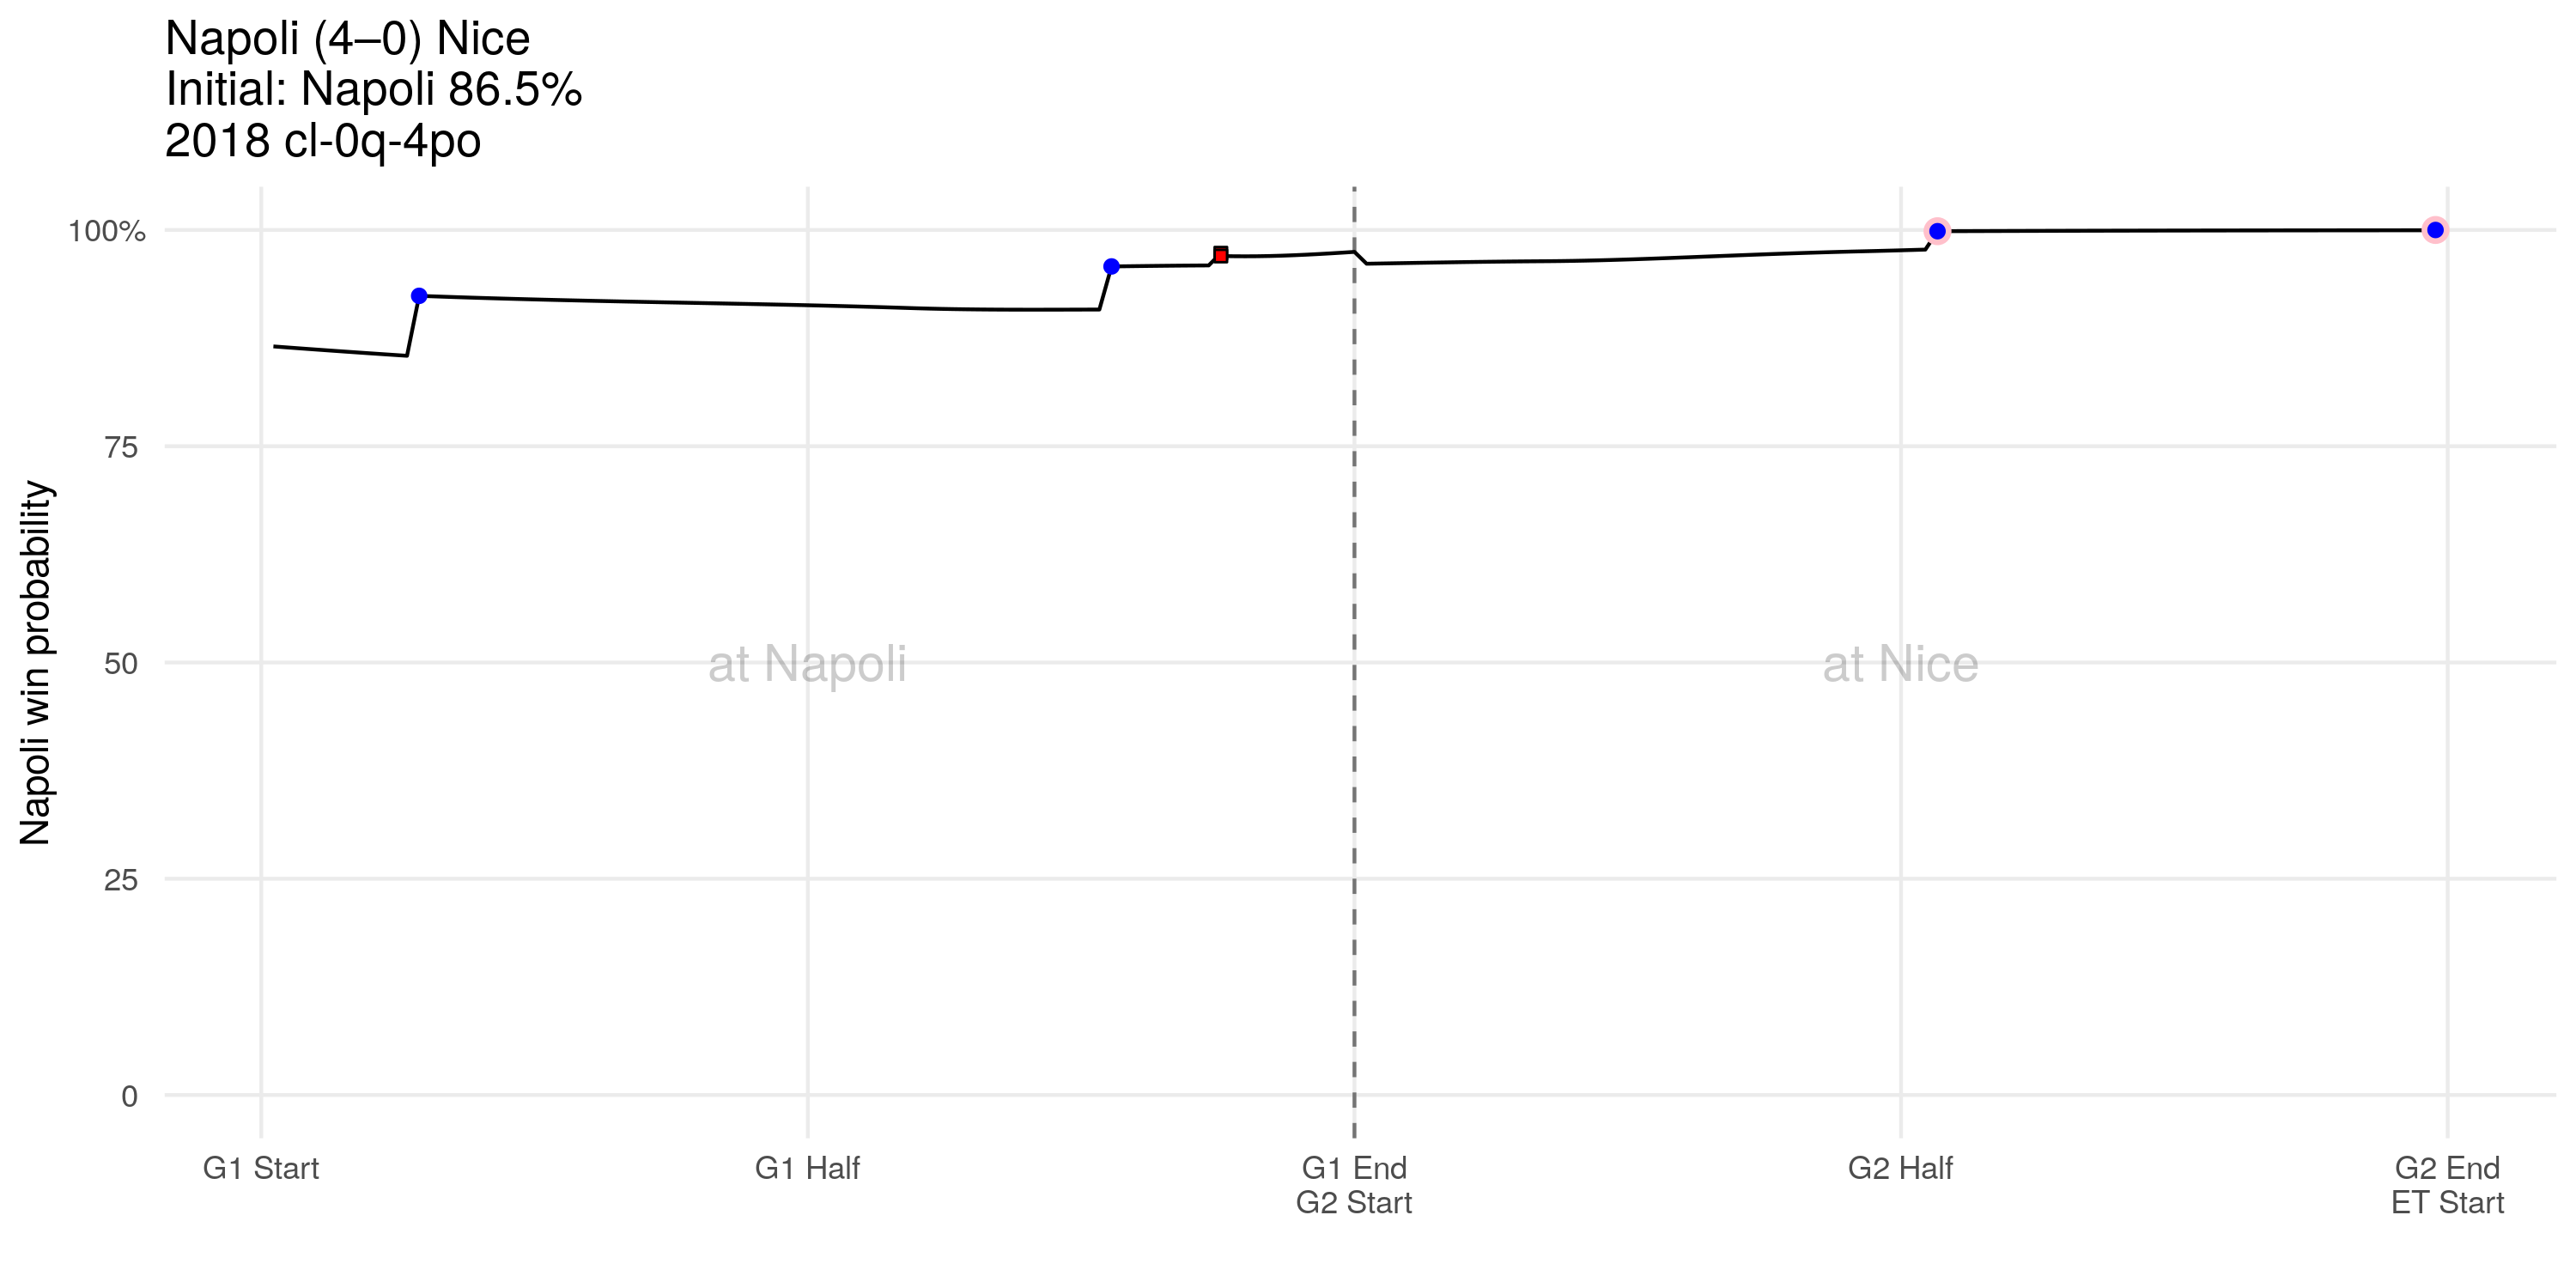 Napoli (4–0) Nice
Initial: Napoli 86.5%
2018 cl-0q-4po
Napoli win probability
100%
75
50
25
0
at Napoli
at Nice
G1 Start
G1 Half
G1 End
G2 Start
G2 Half
G2 End
ET Start